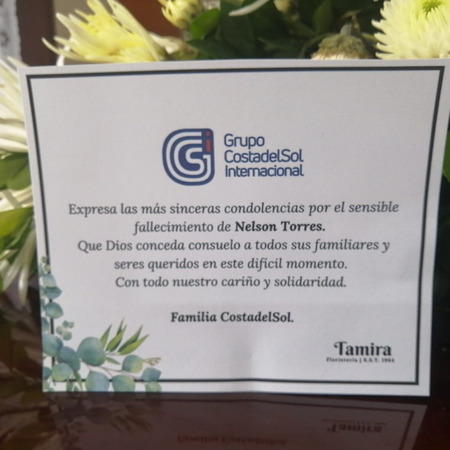 Grupo
CostadelSol
Internacional
Expresa las más sinceras condolencias por el sensible
fallecimiento de Nelson Torres.
Que Dios conceda consuelo a todos sus familiares y
seres queridos en este difícil momento.
Con todo nuestro cariño y solidaridad.
Familia CostadelSol.
Tamira